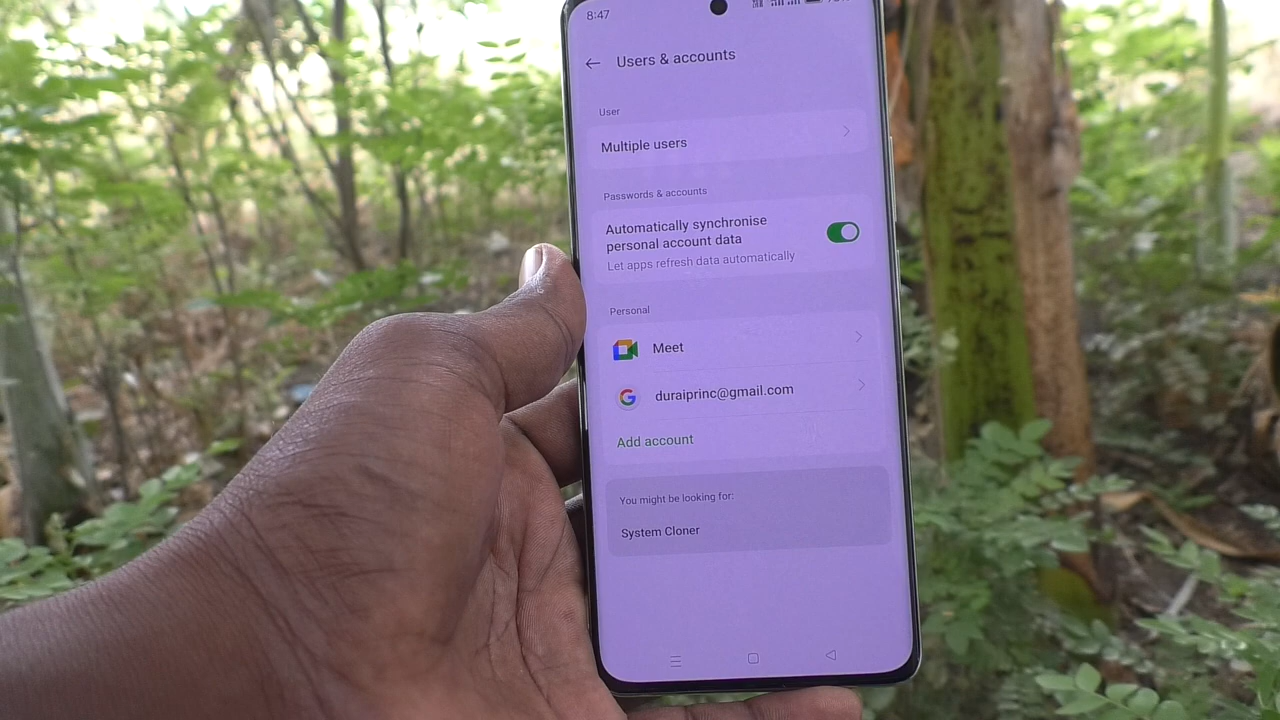 8:47
Users & accounts
User
Multiple users
Passwords & accounts
Automatically synchronise
personal account data
Let apps refresh data automatically
Personal
Meet
duraiprinc@gmail.com
Add account
You might be looking for:
System Cloner